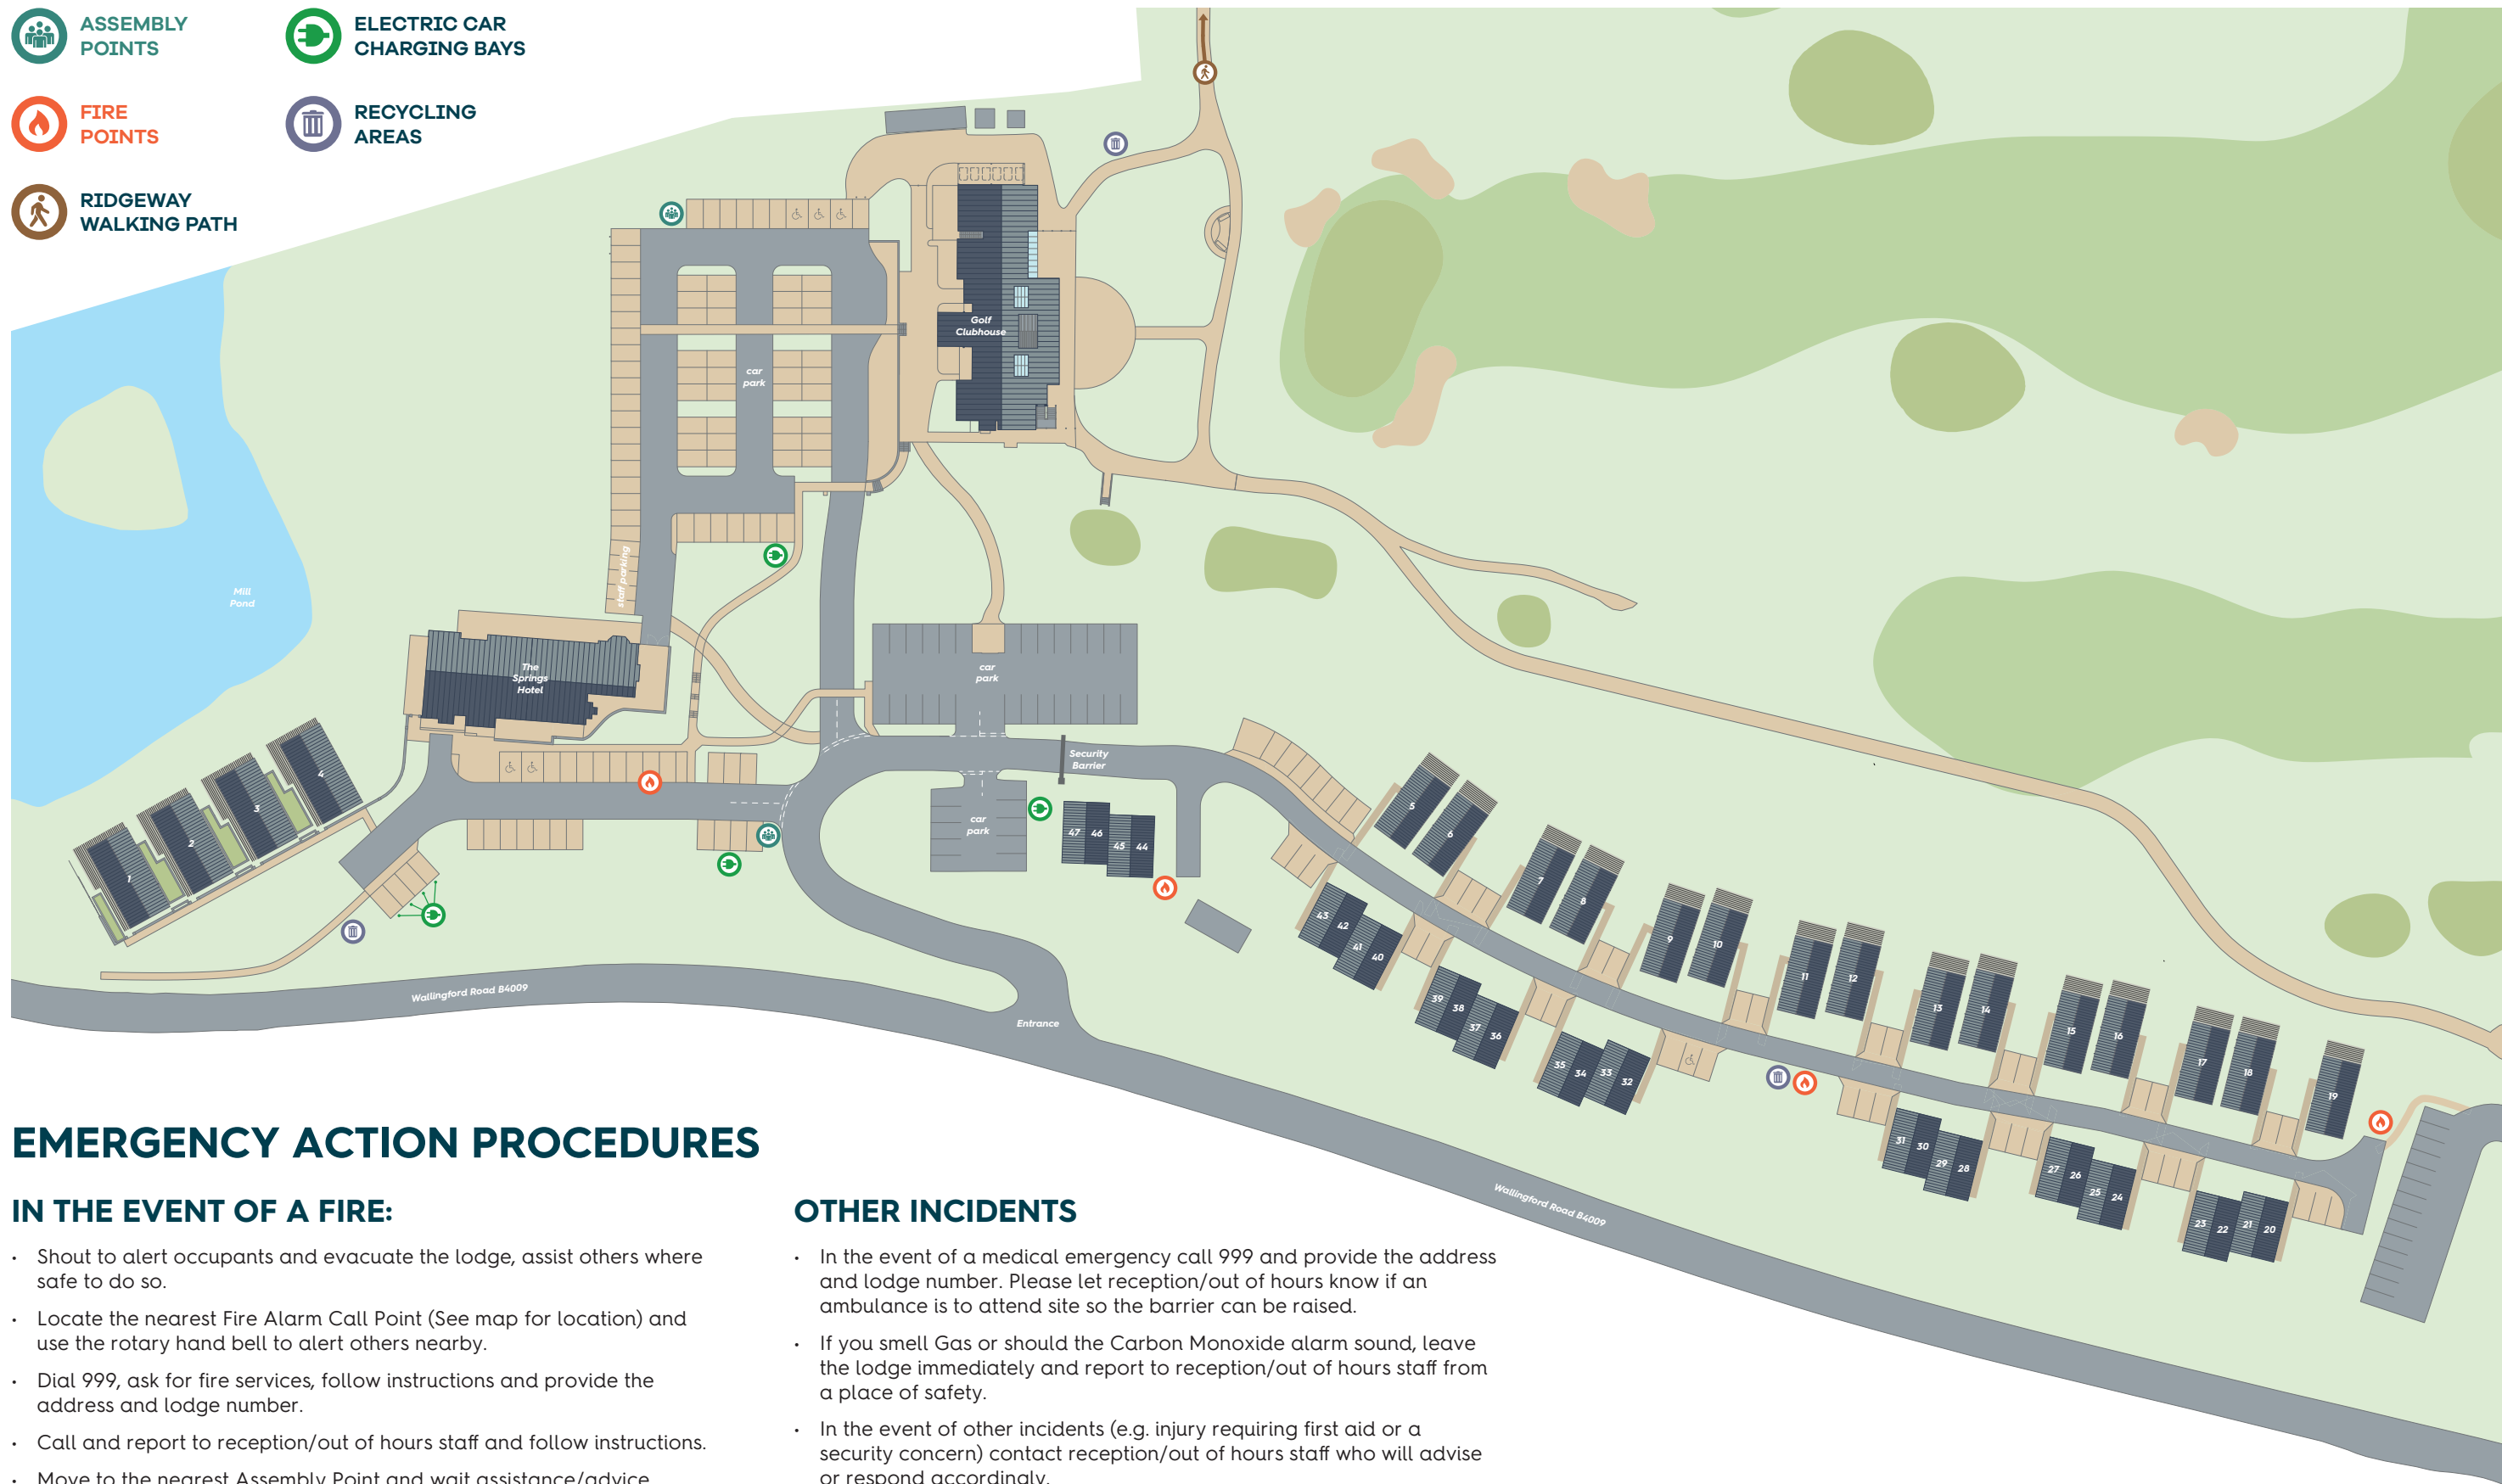 ASSEMBLY
POINTS
ELECTRIC CAR
CHARGING BAYS
FIRE
POINTS
RECYCLING
AREAS
RIDGEWAY
WALKING PATH
Golf
Clubhouse
car
park
staff parking
Mill
Pond
The
Springs
Hotel
car
park
Security
Barrier
car
park
1
2
3
4
5
6
7
8
9
10
11
12
13
14
15
16
17
18
19
47
46
45
44
43
42
41
40
39
38
37
36
35
34
33
32
31
30
29
28
27
26
25
24
23
22
21
20
Wallingford Road B4009
Entrance
Wallingford Road B4009
EMERGENCY ACTION PROCEDURES
IN THE EVENT OF A FIRE:
• Shout to alert occupants and evacuate the lodge, assist others where
safe to do so.
• Locate the nearest Fire Alarm Call Point (See map for location) and
use the rotary hand bell to alert others nearby.
• Dial 999, ask for fire services, follow instructions and provide the
address and lodge number.
• Call and report to reception/out of hours staff and follow instructions.
• Move to the nearest Assembly Point and wait assistance/advice
OTHER INCIDENTS
• In the event of a medical emergency call 999 and provide the address
and lodge number. Please let reception/out of hours know if an
ambulance is to attend site so the barrier can be raised.
• If you smell Gas or should the Carbon Monoxide alarm sound, leave
the lodge immediately and report to reception/out of hours staff from
a place of safety.
• In the event of other incidents (e.g. injury requiring first aid or a
security concern) contact reception/out of hours staff who will advise
or respond accordingly.